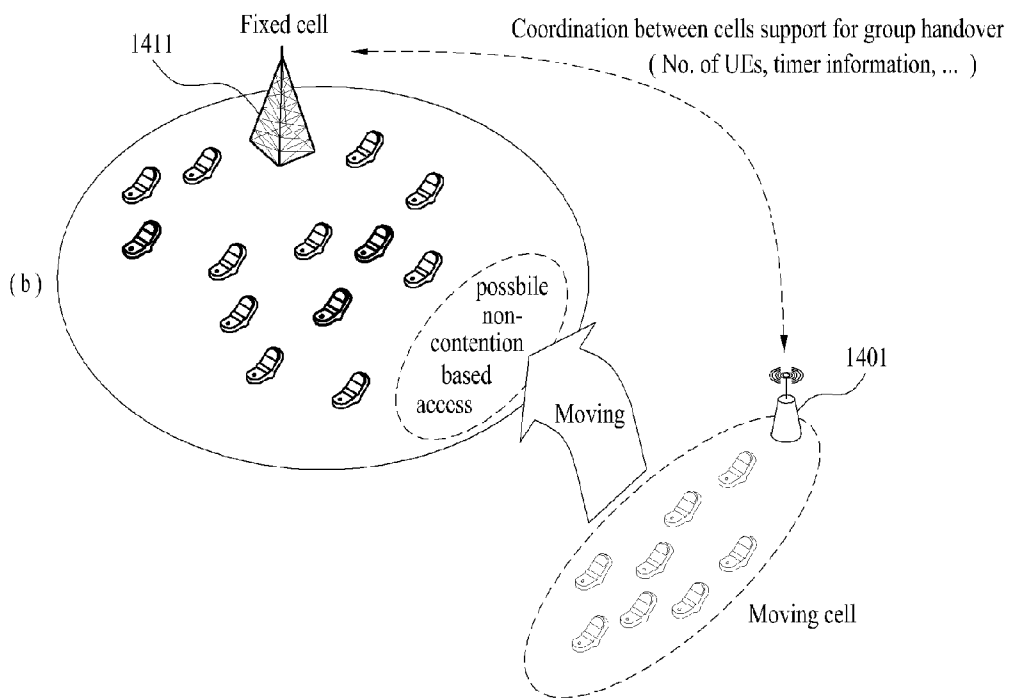 Fixed cell
1411
Coordination between cells support for group handover
( No. of UEs, timer information, ... )
( b )
possbile
non-
contention
based
access
Moving
1401
Moving cell